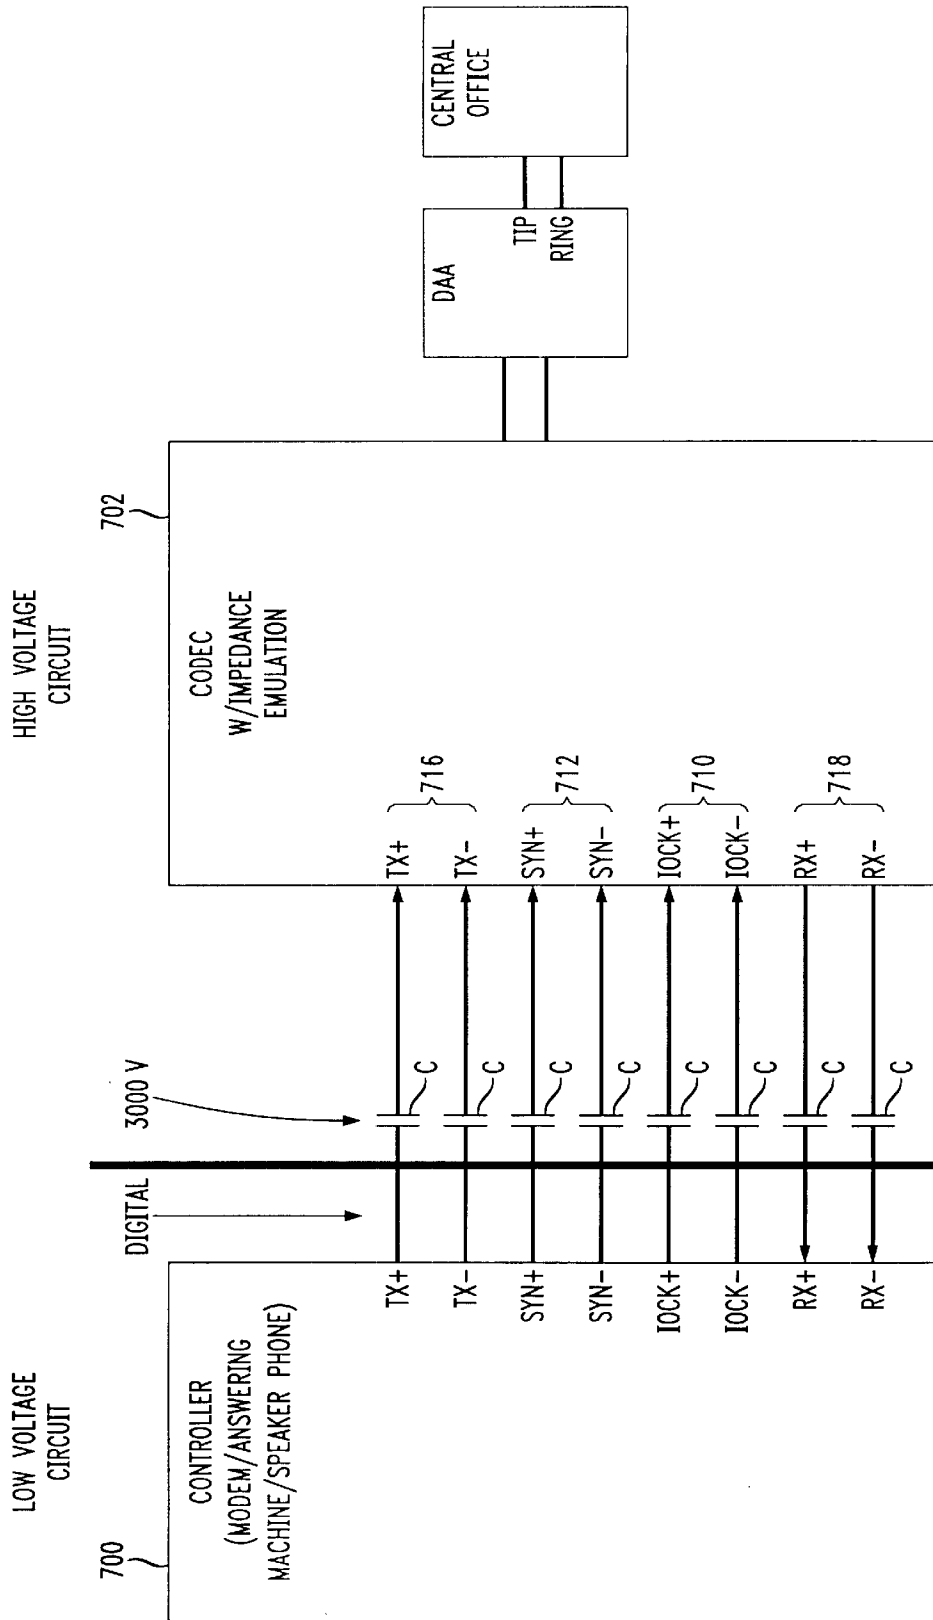 LOW VOLTAGE
CIRCUIT
HIGH VOLTAGE
CIRCUIT
700
DIGITAL
3000 V
702
CONTROLLER
(MODEM/ANSWERING
MACHINE/SPEAKER PHONE)
CODEC
W/IMPEDANCE
EMULATION
TX+
C
TX+
TX-
C
TX-
716
SYN+
C
SYN+
SYN-
C
SYN-
712
IOCK+
C
IOCK+
IOCK-
C
IOCK-
710
RX+
C
RX+
RX-
C
RX-
718
DAA
TIP
RING
CENTRAL
OFFICE